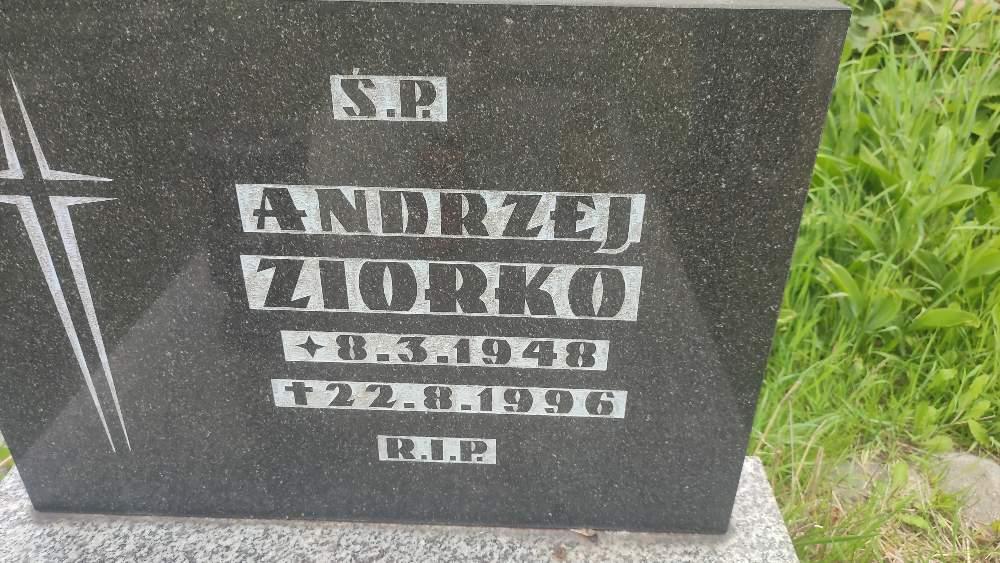 Ś.P.
ANDRZEJ
ZIORKO
✦ 8.3.1948
✝ 22.8.1996
R.I.P.